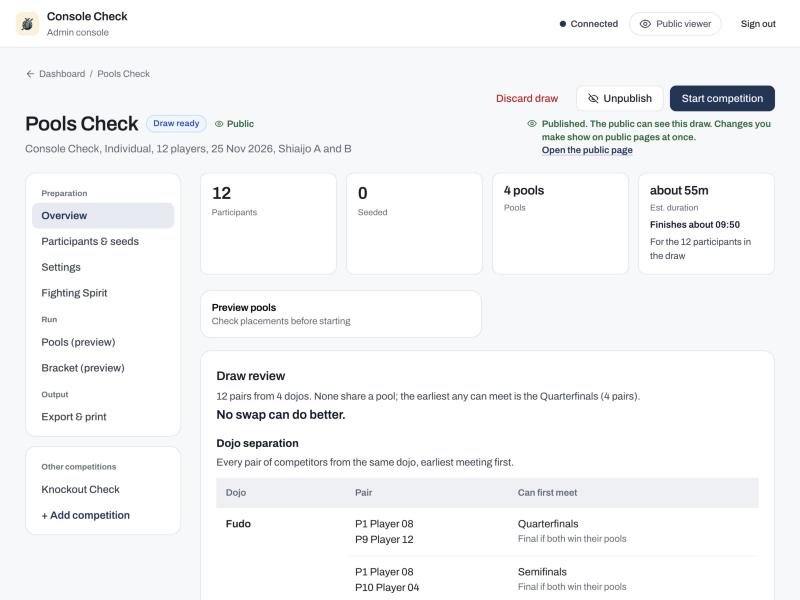 Console Check
Admin console
Connected
Public viewer
Sign out
Dashboard / Pools Check
Discard draw
Unpublish
Start competition
Pools Check
Draw ready
Public
Published. The public can see this draw. Changes you
make show on public pages at once.
Open the public page
Console Check, Individual, 12 players, 25 Nov 2026, Shiaijo A and B
Preparation
Overview
Participants & seeds
Settings
Fighting Spirit
Run
Pools (preview)
Bracket (preview)
Output
Export & print
Other competitions
Knockout Check
+ Add competition
12
Participants
0
Seeded
4 pools
Pools
about 55m
Est. duration
Finishes about 09:50
For the 12 participants in
the draw
Preview pools
Check placements before starting
Draw review
12 pairs from 4 dojos. None share a pool; the earliest any can meet is the Quarterfinals (4 pairs).
No swap can do better.
Dojo separation
Every pair of competitors from the same dojo, earliest meeting first.
Dojo
Pair
Can first meet
Fudo
P1 Player 08
P9 Player 12
Quarterfinals
Final if both win their pools
P1 Player 08
P10 Player 04
Semifinals
Final if both win their pools